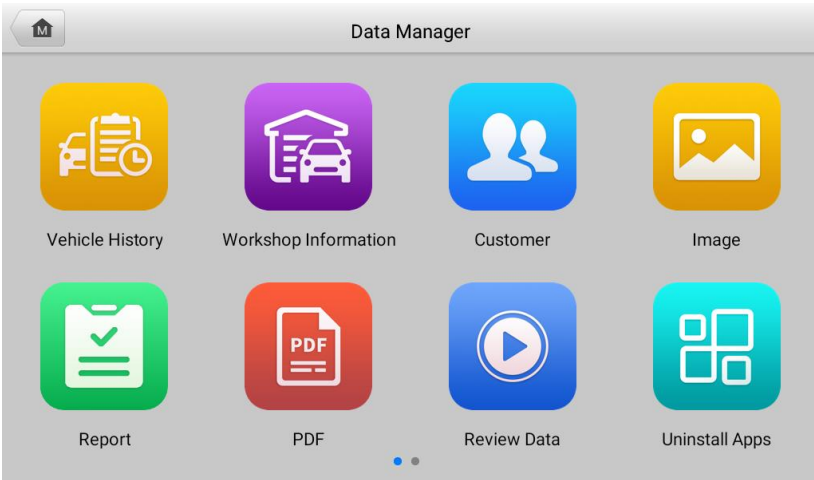 M
Data Manager
Vehicle History
Workshop Information
Customer
Image
PDF
Report
PDF
Review Data
Uninstall Apps